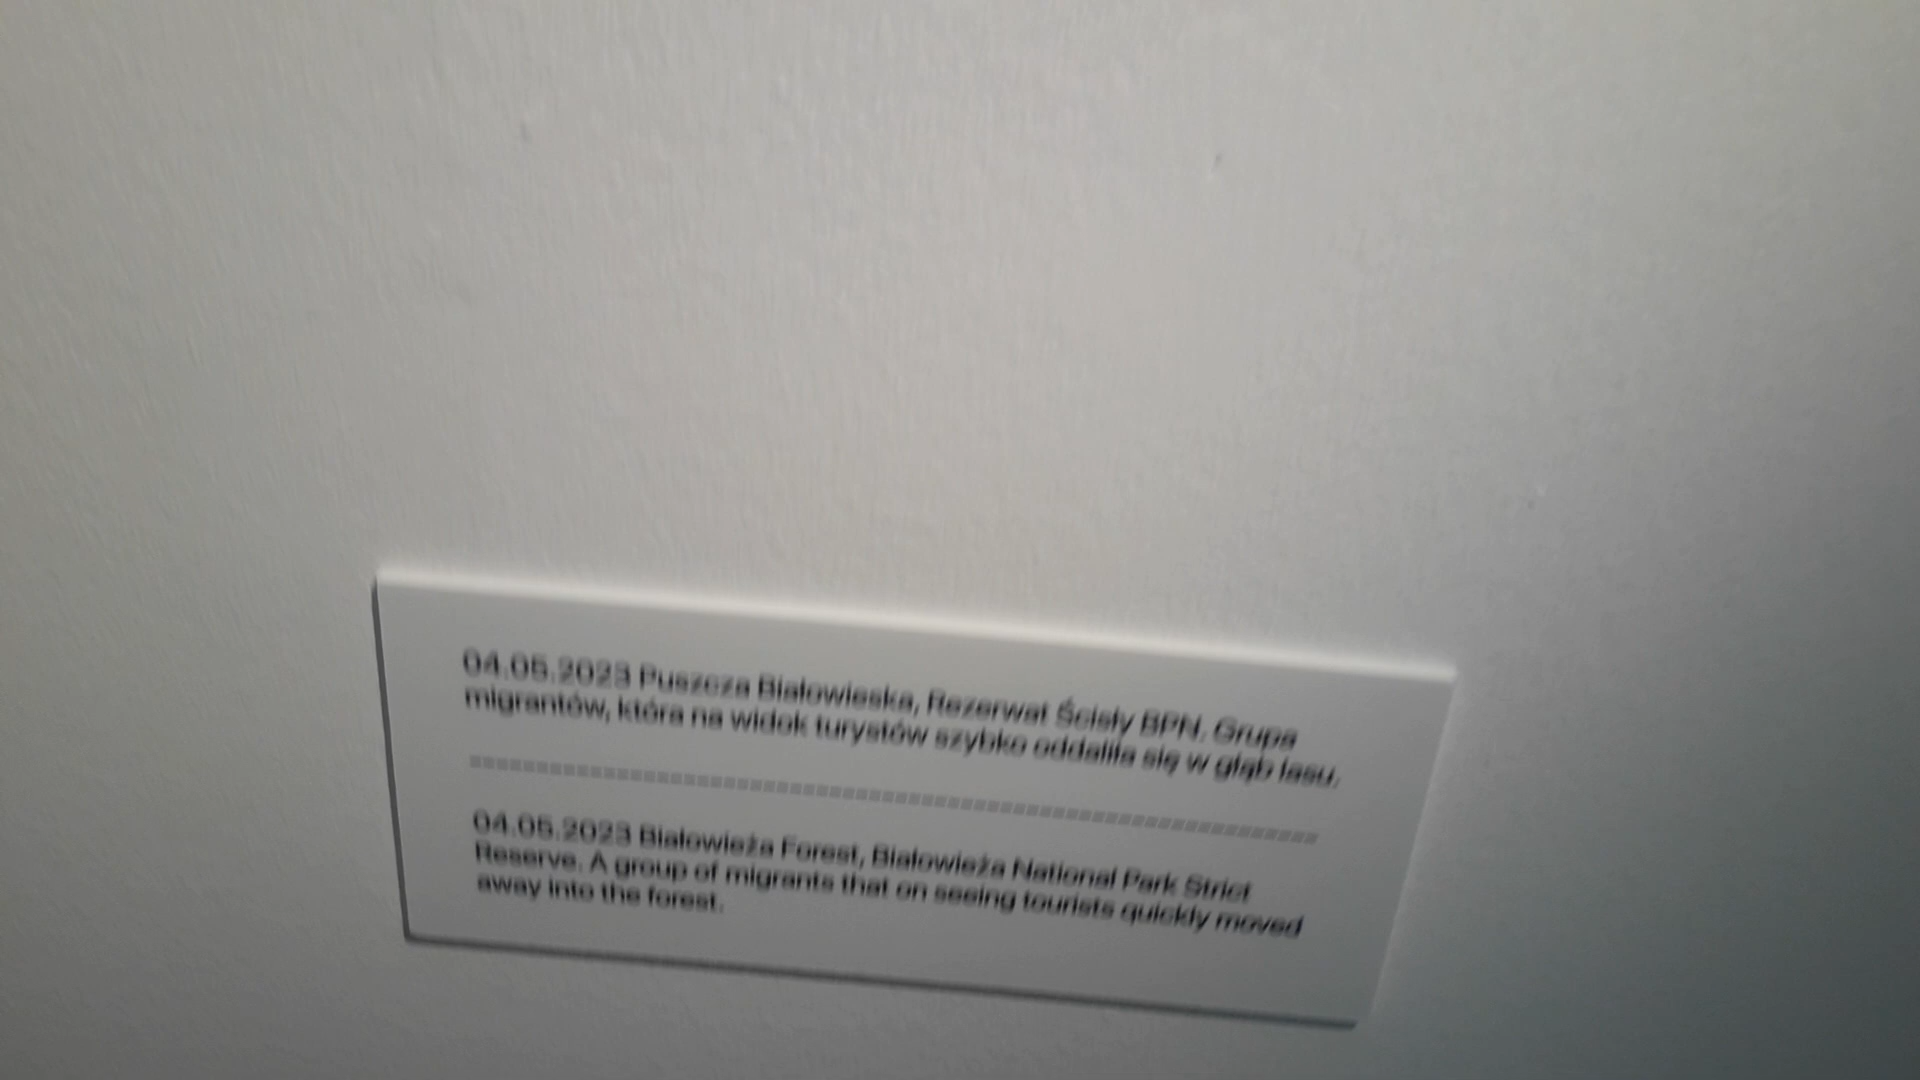 04.05.2023 Puszcza Białowieska, Rezerwat Ścisły BPN. Grupa
migrantów, która na widok turystów szybko oddaliła się w głąb lasu.
04.05.2023 Białowieża Forest, Białowieża National Park Strict
Reserve. A group of migrants that on seeing tourists quickly moved
away into the forest.